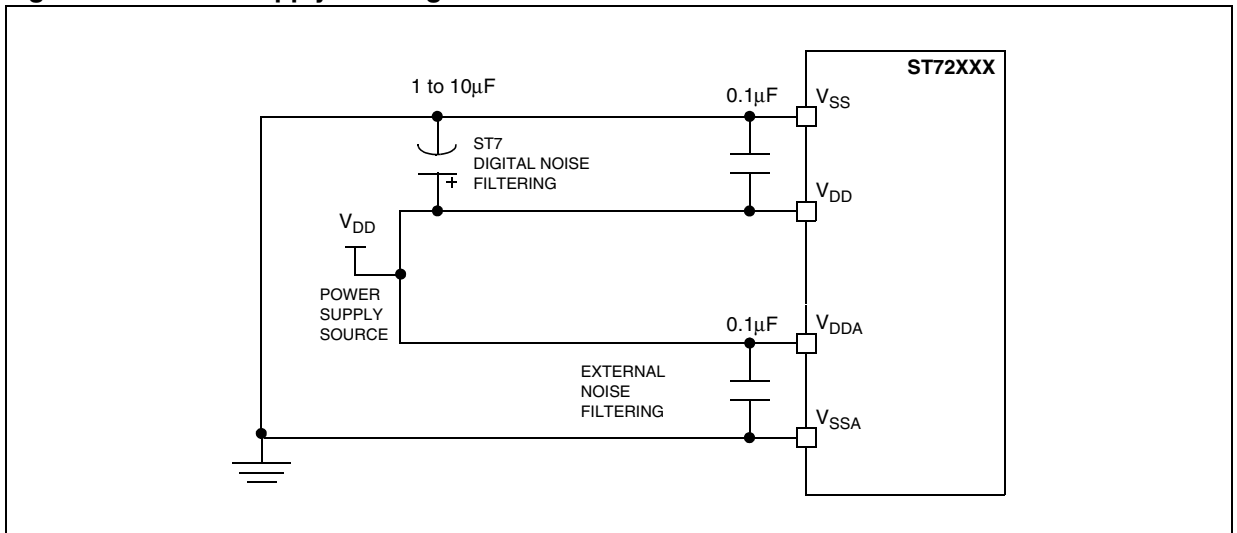 ST72XXX
1 to 10μF
0.1μF
VSS
ST7
DIGITAL NOISE
FILTERING
+
VDD
VDD
POWER
SUPPLY
SOURCE
0.1μF
VDDA
EXTERNAL
NOISE
FILTERING
VSSA